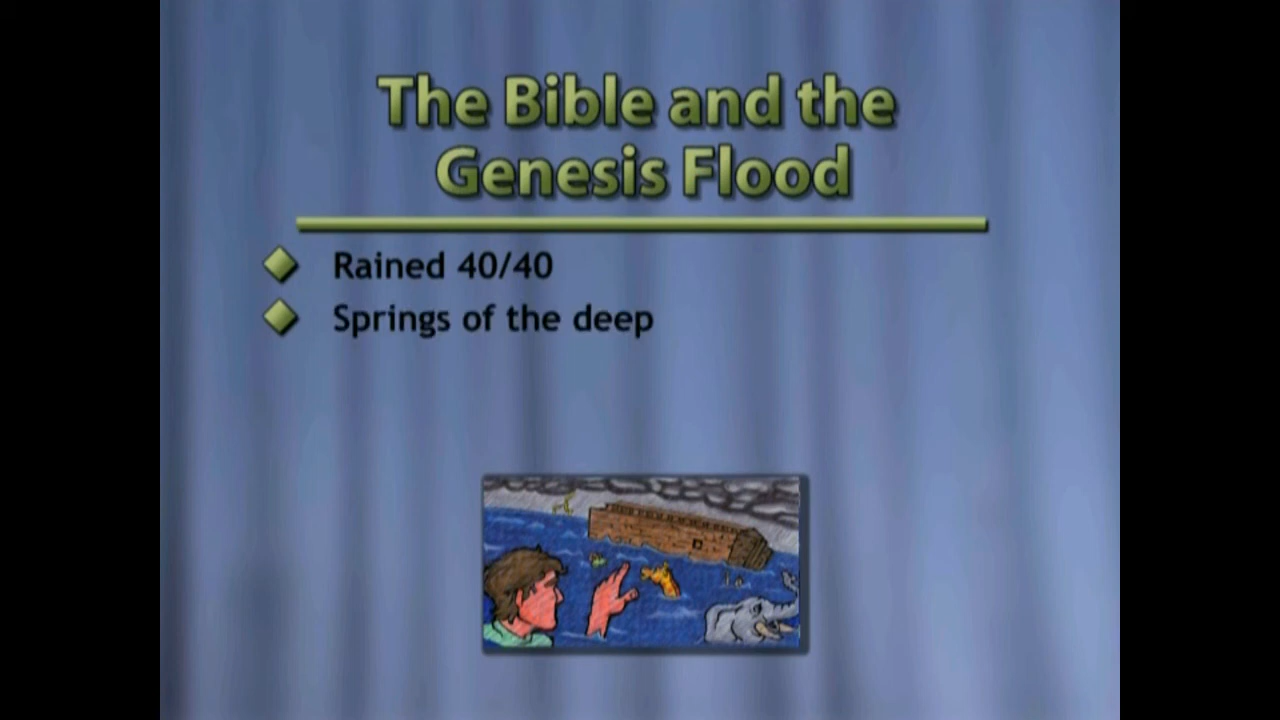 The Bible and the
Genesis Flood
Rained 40/40
Springs of the deep